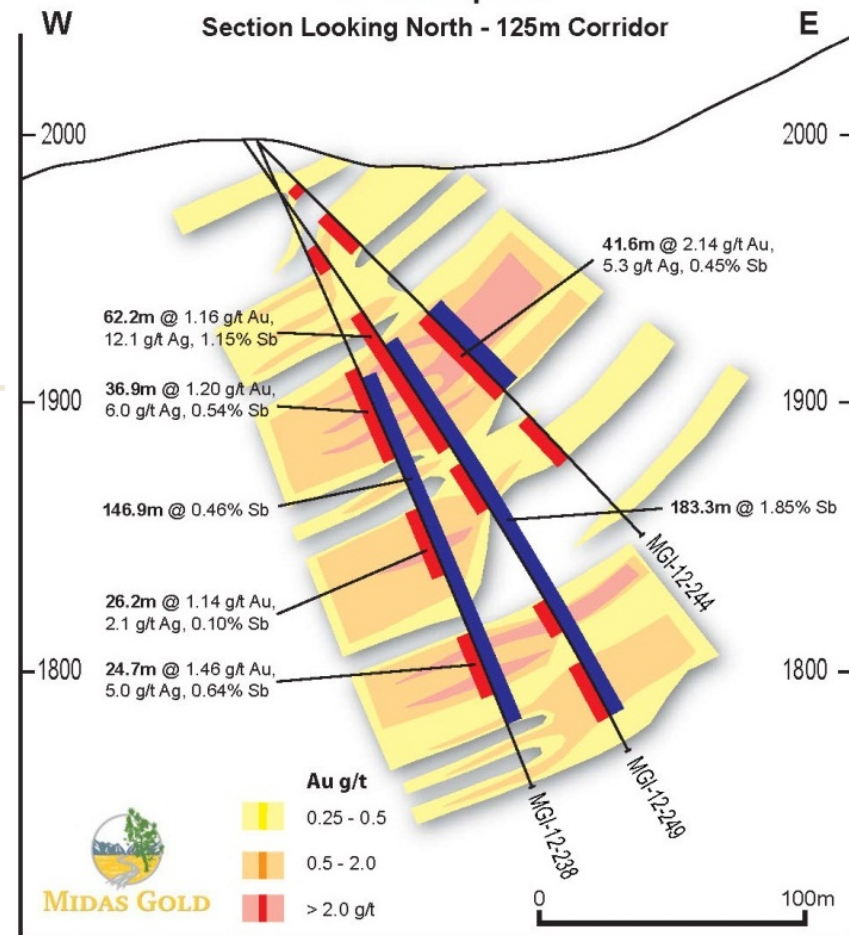 W
E
Section Looking North - 125m Corridor
2000
2000
41.6m @ 2.14 g/t Au,
5.3 g/t Ag, 0.45% Sb
62.2m @ 1.16 g/t Au,
12.1 g/t Ag, 1.15% Sb
36.9m @ 1.20 g/t Au,
6.0 g/t Ag, 0.54% Sb
1900
1900
146.9m @ 0.46% Sb
183.3m @ 1.85% Sb
MGI-12-244
26.2m @ 1.14 g/t Au,
2.1 g/t Ag, 0.10% Sb
24.7m @ 1.46 g/t Au,
5.0 g/t Ag, 0.64% Sb
1800
1800
MGI-12-249
MGI-12-238
Au g/t
0.25 - 0.5
0.5 - 2.0
> 2.0 g/t
MIDAS GOLD
0
100m